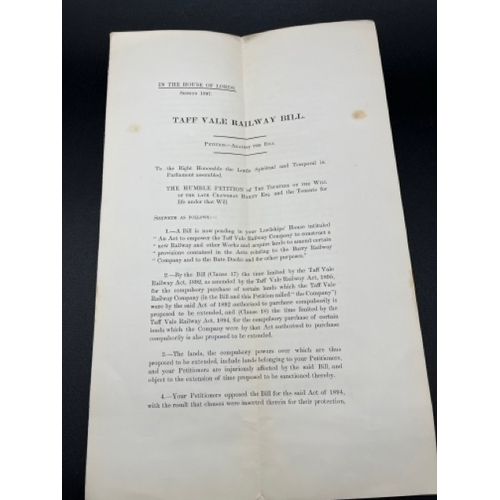 IN THE HOUSE OF LORDS.
SESSION 1897.
TAFF VALE RAILWAY BILL.
PETITION—AGAINST THE BILL.
To the Right Honorable the Lords Spiritual and Temporal in
Parliament assembled.
THE HUMBLE PETITION of THE TRUSTEES OF THE WILL
OF THE LATE Esq. and the Tenants for
life under that Will
SHEWETH AS FOLLOWS:—
1.—A Bill is now pending in your Lordships' House intituled
" An Act to empower the Taff Vale Railway Company to construct a
" new Railway and other Works and acquire lands to amend certain
" provisions contained in the Acts relating to the Barry Railway
" Company and to the Bute Docks and for other purposes."
2.—By the Bill (Clause 17) the time limited by the Taff Vale
Railway Act, 1892, as amended by the Taff Vale Railway Act, 1895,
for the compulsory purchase of certain lands which the Taff Vale
Railway Company (in the Bill and this Petition called "the Company")
were by the said Act of 1892 authorised to purchase compulsorily is
proposed to be extended, and (Clause 18) the time limited by the
Taff Vale Railway Act, 1894, for the compulsory purchase of certain
lands which the Company were by that Act authorised to purchase
compulsorily is also proposed to be extended.
3.—The lands, the compulsory powers over which are thus
proposed to be extended, include lands belonging to your Petitioners,
and your Petitioners are injuriously affected by the said Bill, and
object to the extension of time proposed to be sanctioned thereby.
4.—Your Petitioners opposed the Bill for the said Act of 1894,
with the result that clauses were inserted therein for their protection,